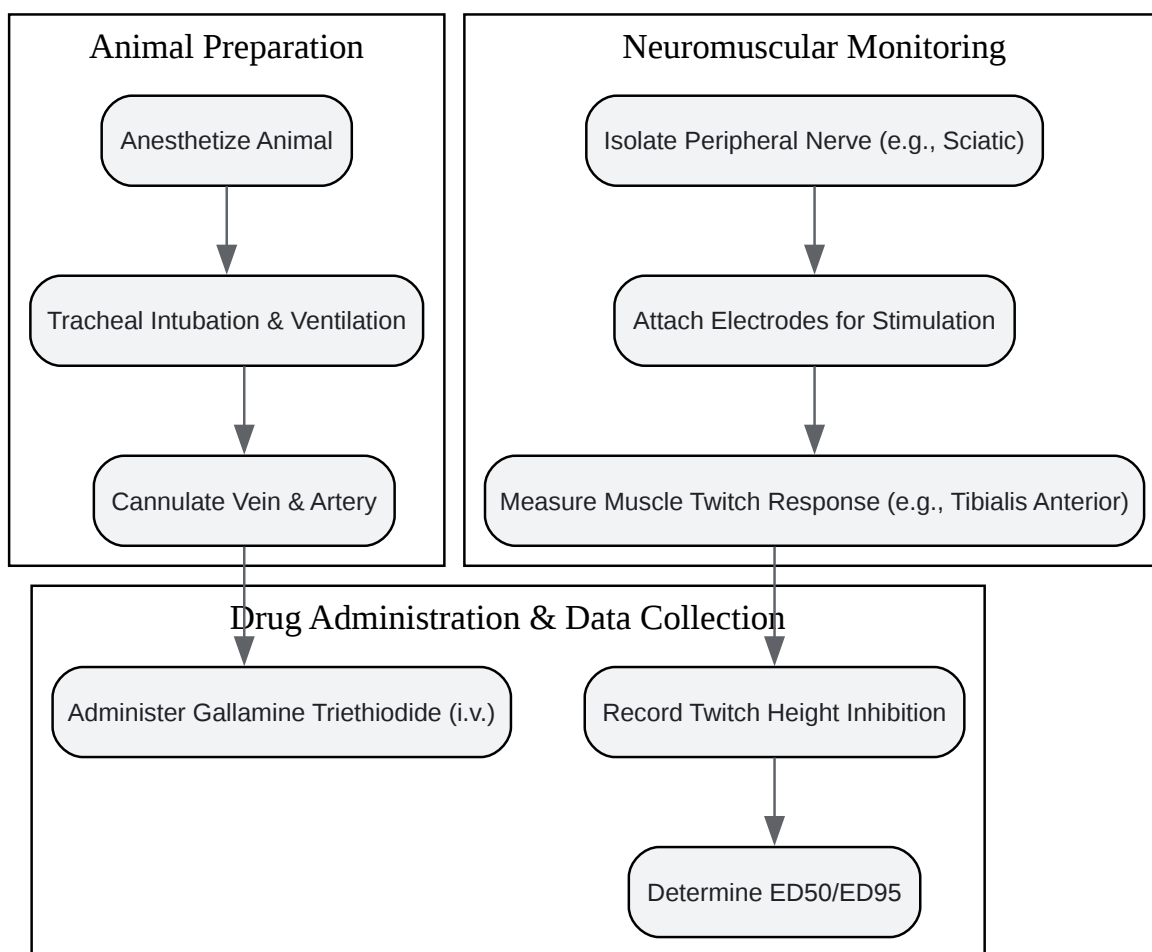 Animal Preparation
Anesthetize Animal
Tracheal Intubation & Ventilation
Cannulate Vein & Artery
Neuromuscular Monitoring
Isolate Peripheral Nerve (e.g., Sciatic)
Attach Electrodes for Stimulation
Measure Muscle Twitch Response (e.g., Tibialis Anterior)
Drug Administration & Data Collection
Administer Gallamine Triethiodide (i.v.)
Record Twitch Height Inhibition
Determine ED50/ED95